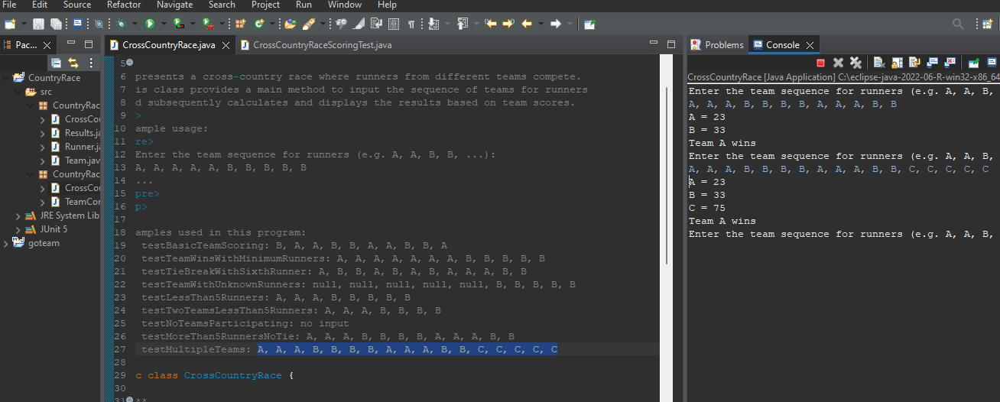 File Edit Source Refactor Navigate Search Project Run Window Help
Pac...
CountryRace
src
CountryRac
CrossCou
Results.ja
Runner.ja
Team.java
CountryRac
CrossCou
TeamCor
JRE System Lib
JUnit 5
goteam
CrossCountryRace.java CrossCountryRaceScoringTest.java
5
6 presents a cross-country race where runners from different teams compete.
7 is class provides a main method to input the sequence of teams for runners
8 d subsequently calculates and displays the results based on team scores.
9 >
10 ample usage:
11 re>
12 Enter the team sequence for runners (e.g. A, A, B, B, ...):
13 A, A, A, A, A, B, B, B, B, B
14 ...
15 pre>
16 p>
17
18 amples used in this program:
19 testBasicTeamScoring: B, A, A, B, B, A, A, B, B, A
20 testTeamWinsWithMinimumRunners: A, A, A, A, A, A, A, B, B, B, B, B
21 testTieBreakWithSixthRunner: A, B, B, A, B, A, B, A, A, A, B, B
22 testTeamWithUnknownRunners: null, null, null, null, null, B, B, B, B, B
23 testLessThan5Runners: A, A, A, B, B, B, B, B
24 testTwoTeamsLessThan5Runners: A, A, A, B, B, B, B
25 testNoTeamsParticipating: no input
26 testMoreThan5RunnersNoTie: A, A, A, B, B, B, B, A, A, A, B, B
27 testMultipleTeams: A, A, A, B, B, B, B, A, A, A, B, B, C, C, C, C, C
28
29 c class CrossCountryRace {
30
31 **
Problems Console
CrossCountryRace [Java Application] C:\eclipse-java-2022-06-R-win32-x86_64
Enter the team sequence for runners (e.g. A, A, B,
A, A, A, B, B, B, B, A, A, A, B, B
A = 23
B = 33
Team A wins
Enter the team sequence for runners (e.g. A, A, B,
A, A, A, B, B, B, B, A, A, A, B, B, C, C, C, C, C
A = 23
B = 33
C = 75
Team A wins
Enter the team sequence for runners (e.g. A, A, B,